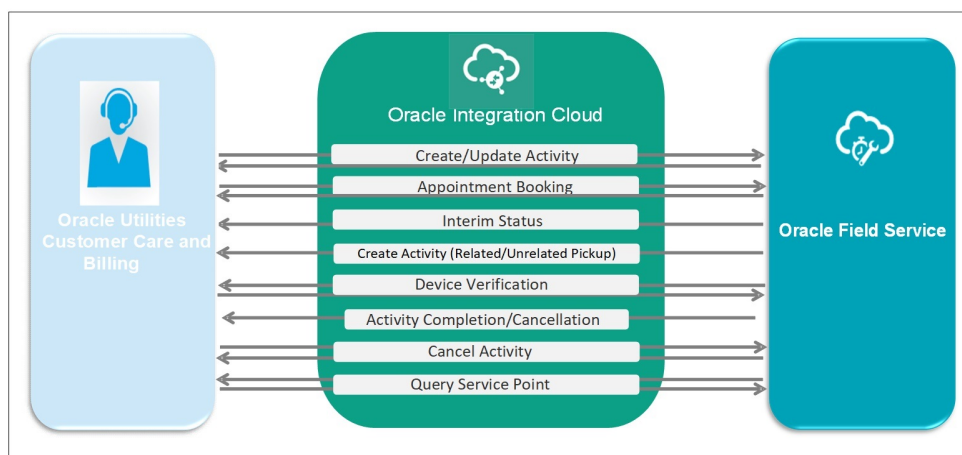 Oracle Integration Cloud
Create/Update Activity
Appointment Booking
Oracle Utilities
Customer Care and
Billing
Interim Status
Oracle Field Service
Create Activity (Related/Unrelated Pickup)
Device Verification
Activity Completion/Cancellation
Cancel Activity
Query Service Point